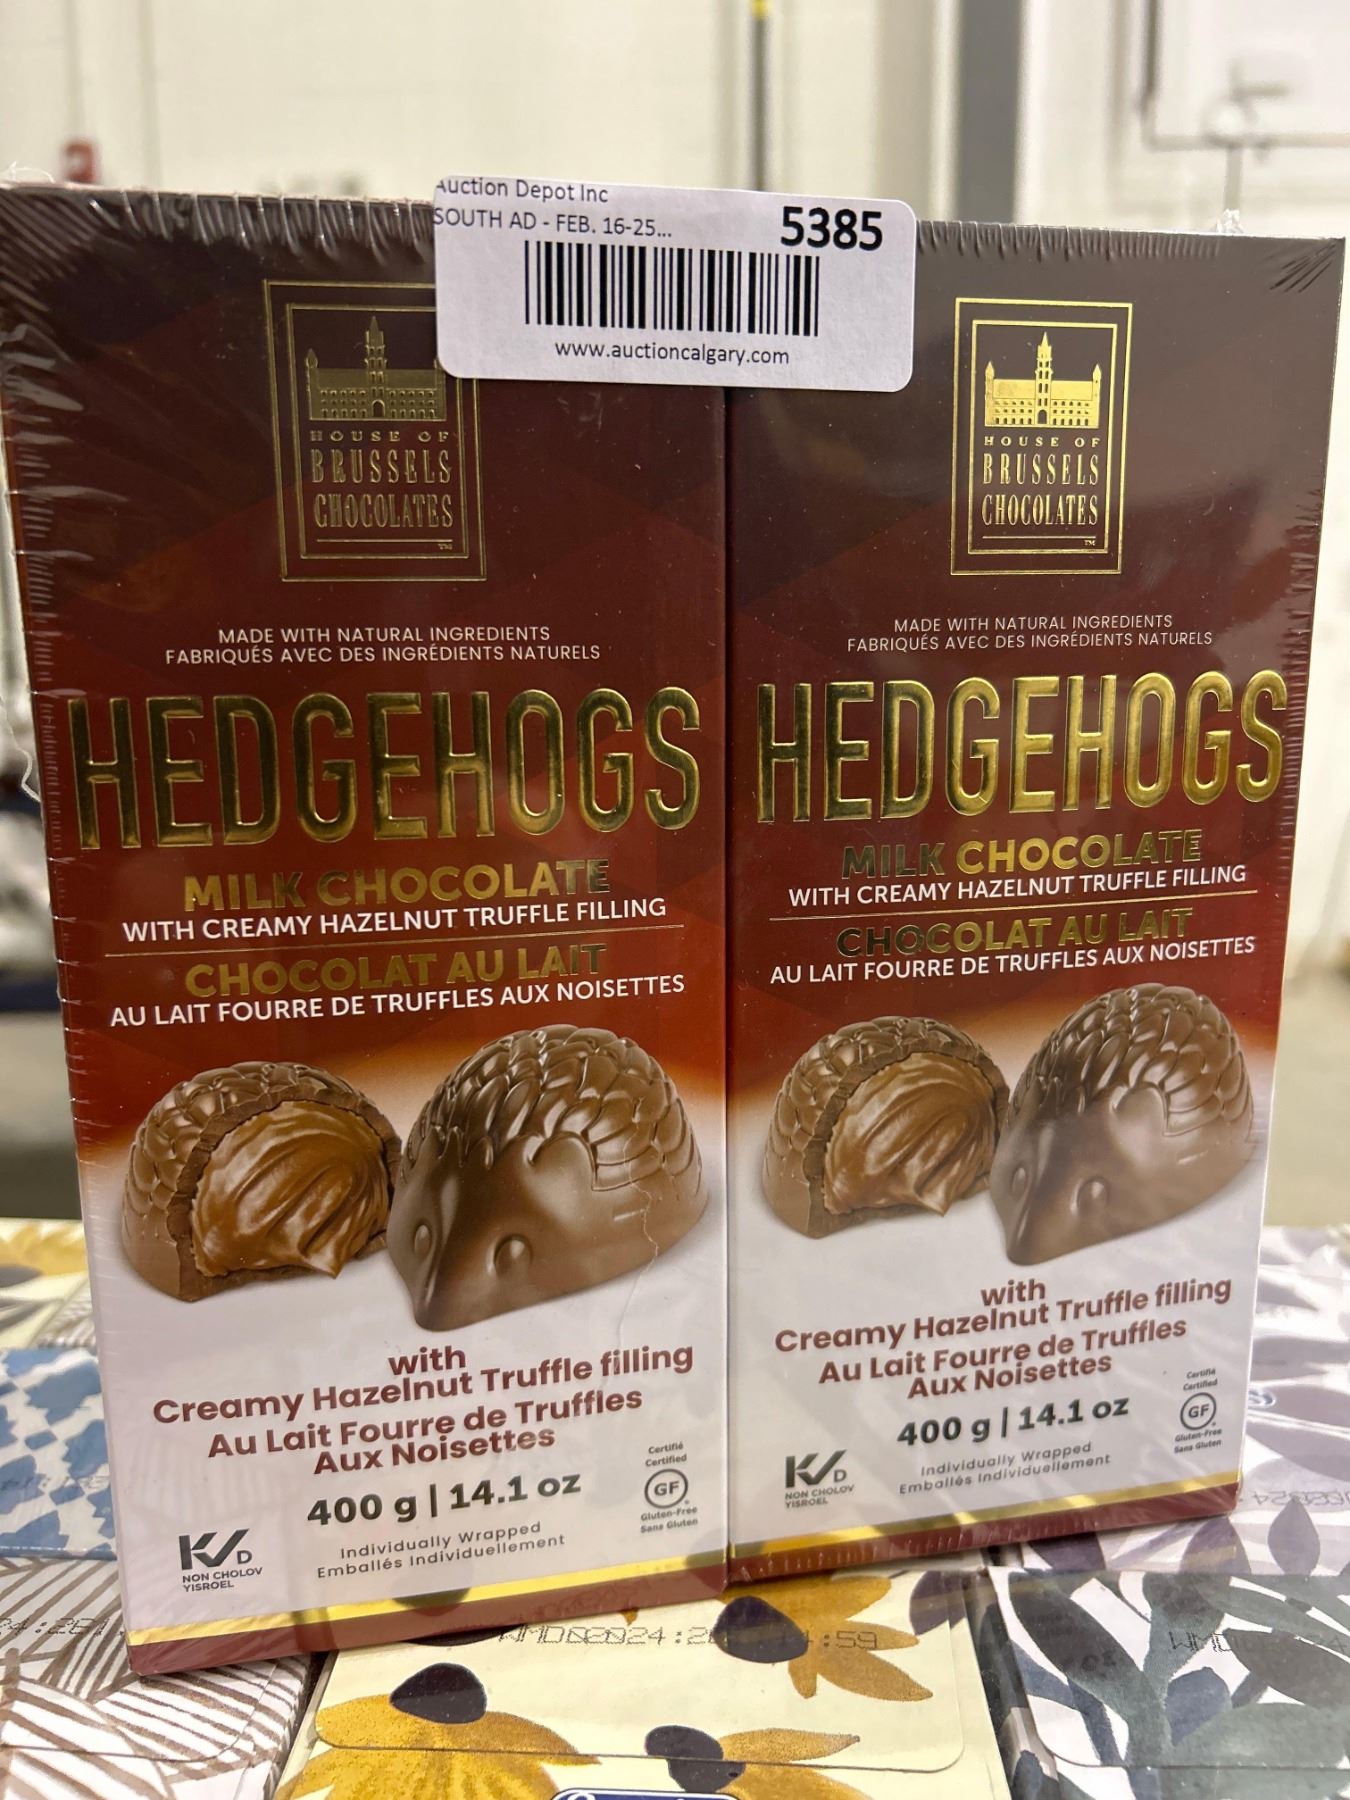 Auction Depot Inc
SOUTH AD - FEB. 16-25...
5385
www.auctioncalgary.com
HOUSE OF
BRUSSELS
CHOCOLATES
TM
MADE WITH NATURAL INGREDIENTS
FABRIQUÉS AVEC DES INGRÉDIENTS NATURELS
HEDGEHOGS
MILK CHOCOLATE
WITH CREAMY HAZELNUT TRUFFLE FILLING
CHOCOLAT AU LAIT
AU LAIT FOURRE DE TRUFFLES AUX NOISETTES
with
Creamy Hazelnut Truffle filling
Au Lait Fourre de Truffles
Aux Noisettes
400 g | 14.1 oz
Individually Wrapped
Emballés Individuellement
KD
NON CHOLOV
YISROEL
Certifié
Certified
GF
Gluten-Free
Sans Gluten
HOUSE OF
BRUSSELS
CHOCOLATES
TM
MADE WITH NATURAL INGREDIENTS
FABRIQUÉS AVEC DES INGRÉDIENTS NATURELS
HEDGEHOGS
MILK CHOCOLATE
WITH CREAMY HAZELNUT TRUFFLE FILLING
CHOCOLAT AU LAIT
AU LAIT FOURRE DE TRUFFLES AUX NOISETTES
with
Creamy Hazelnut Truffle filling
Au Lait Fourre de Truffles
Aux Noisettes
400 g | 14.1 oz
Individually Wrapped
Emballés Individuellement
KD
NON CHOLOV
YISROEL
Certifié
Certified
GF
Gluten-Free
Sans Gluten